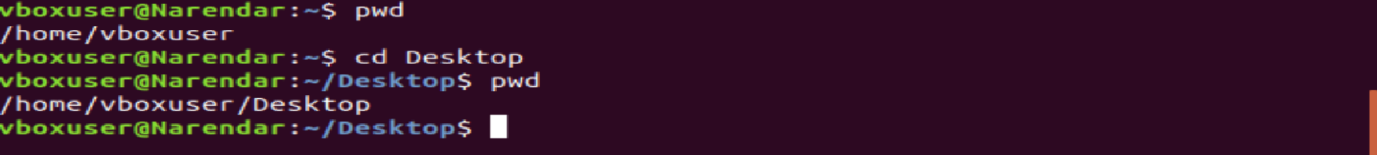 vboxuser@Narendar:~$ pwd
/home/vboxuser
vboxuser@Narendar:~$ cd Desktop
vboxuser@Narendar:~/Desktop$ pwd
/home/vboxuser/Desktop
vboxuser@Narendar:~/Desktop$